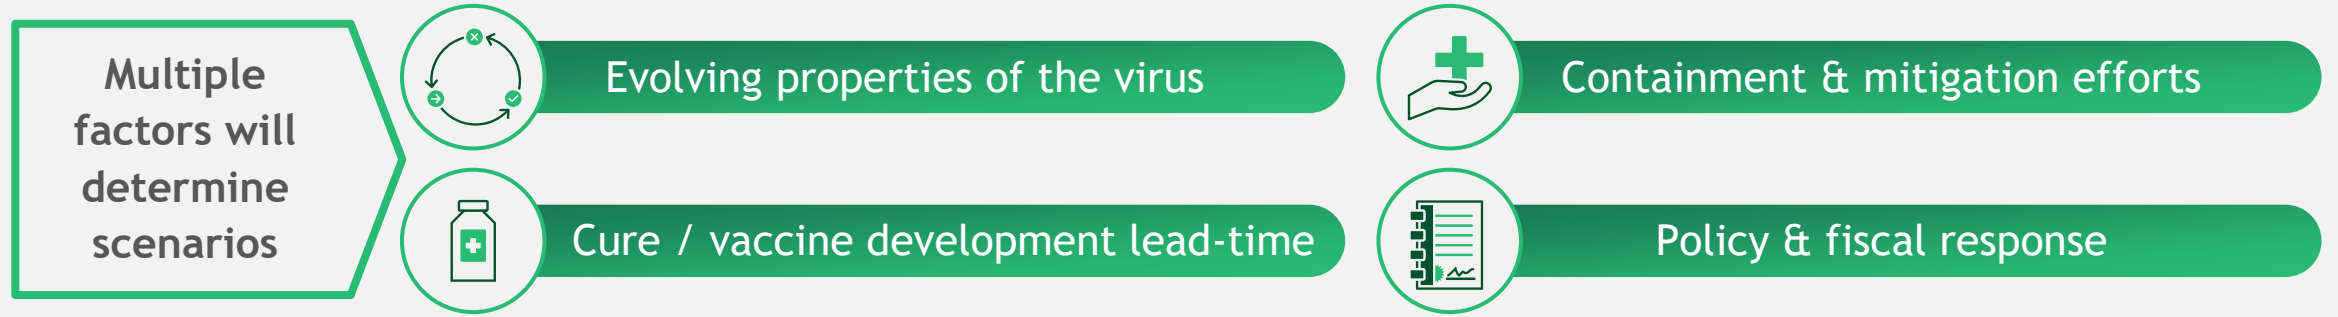 Multiple
factors will
determine
scenarios
Evolving properties of the virus
Containment & mitigation efforts
Cure / vaccine development lead-time
Policy & fiscal response